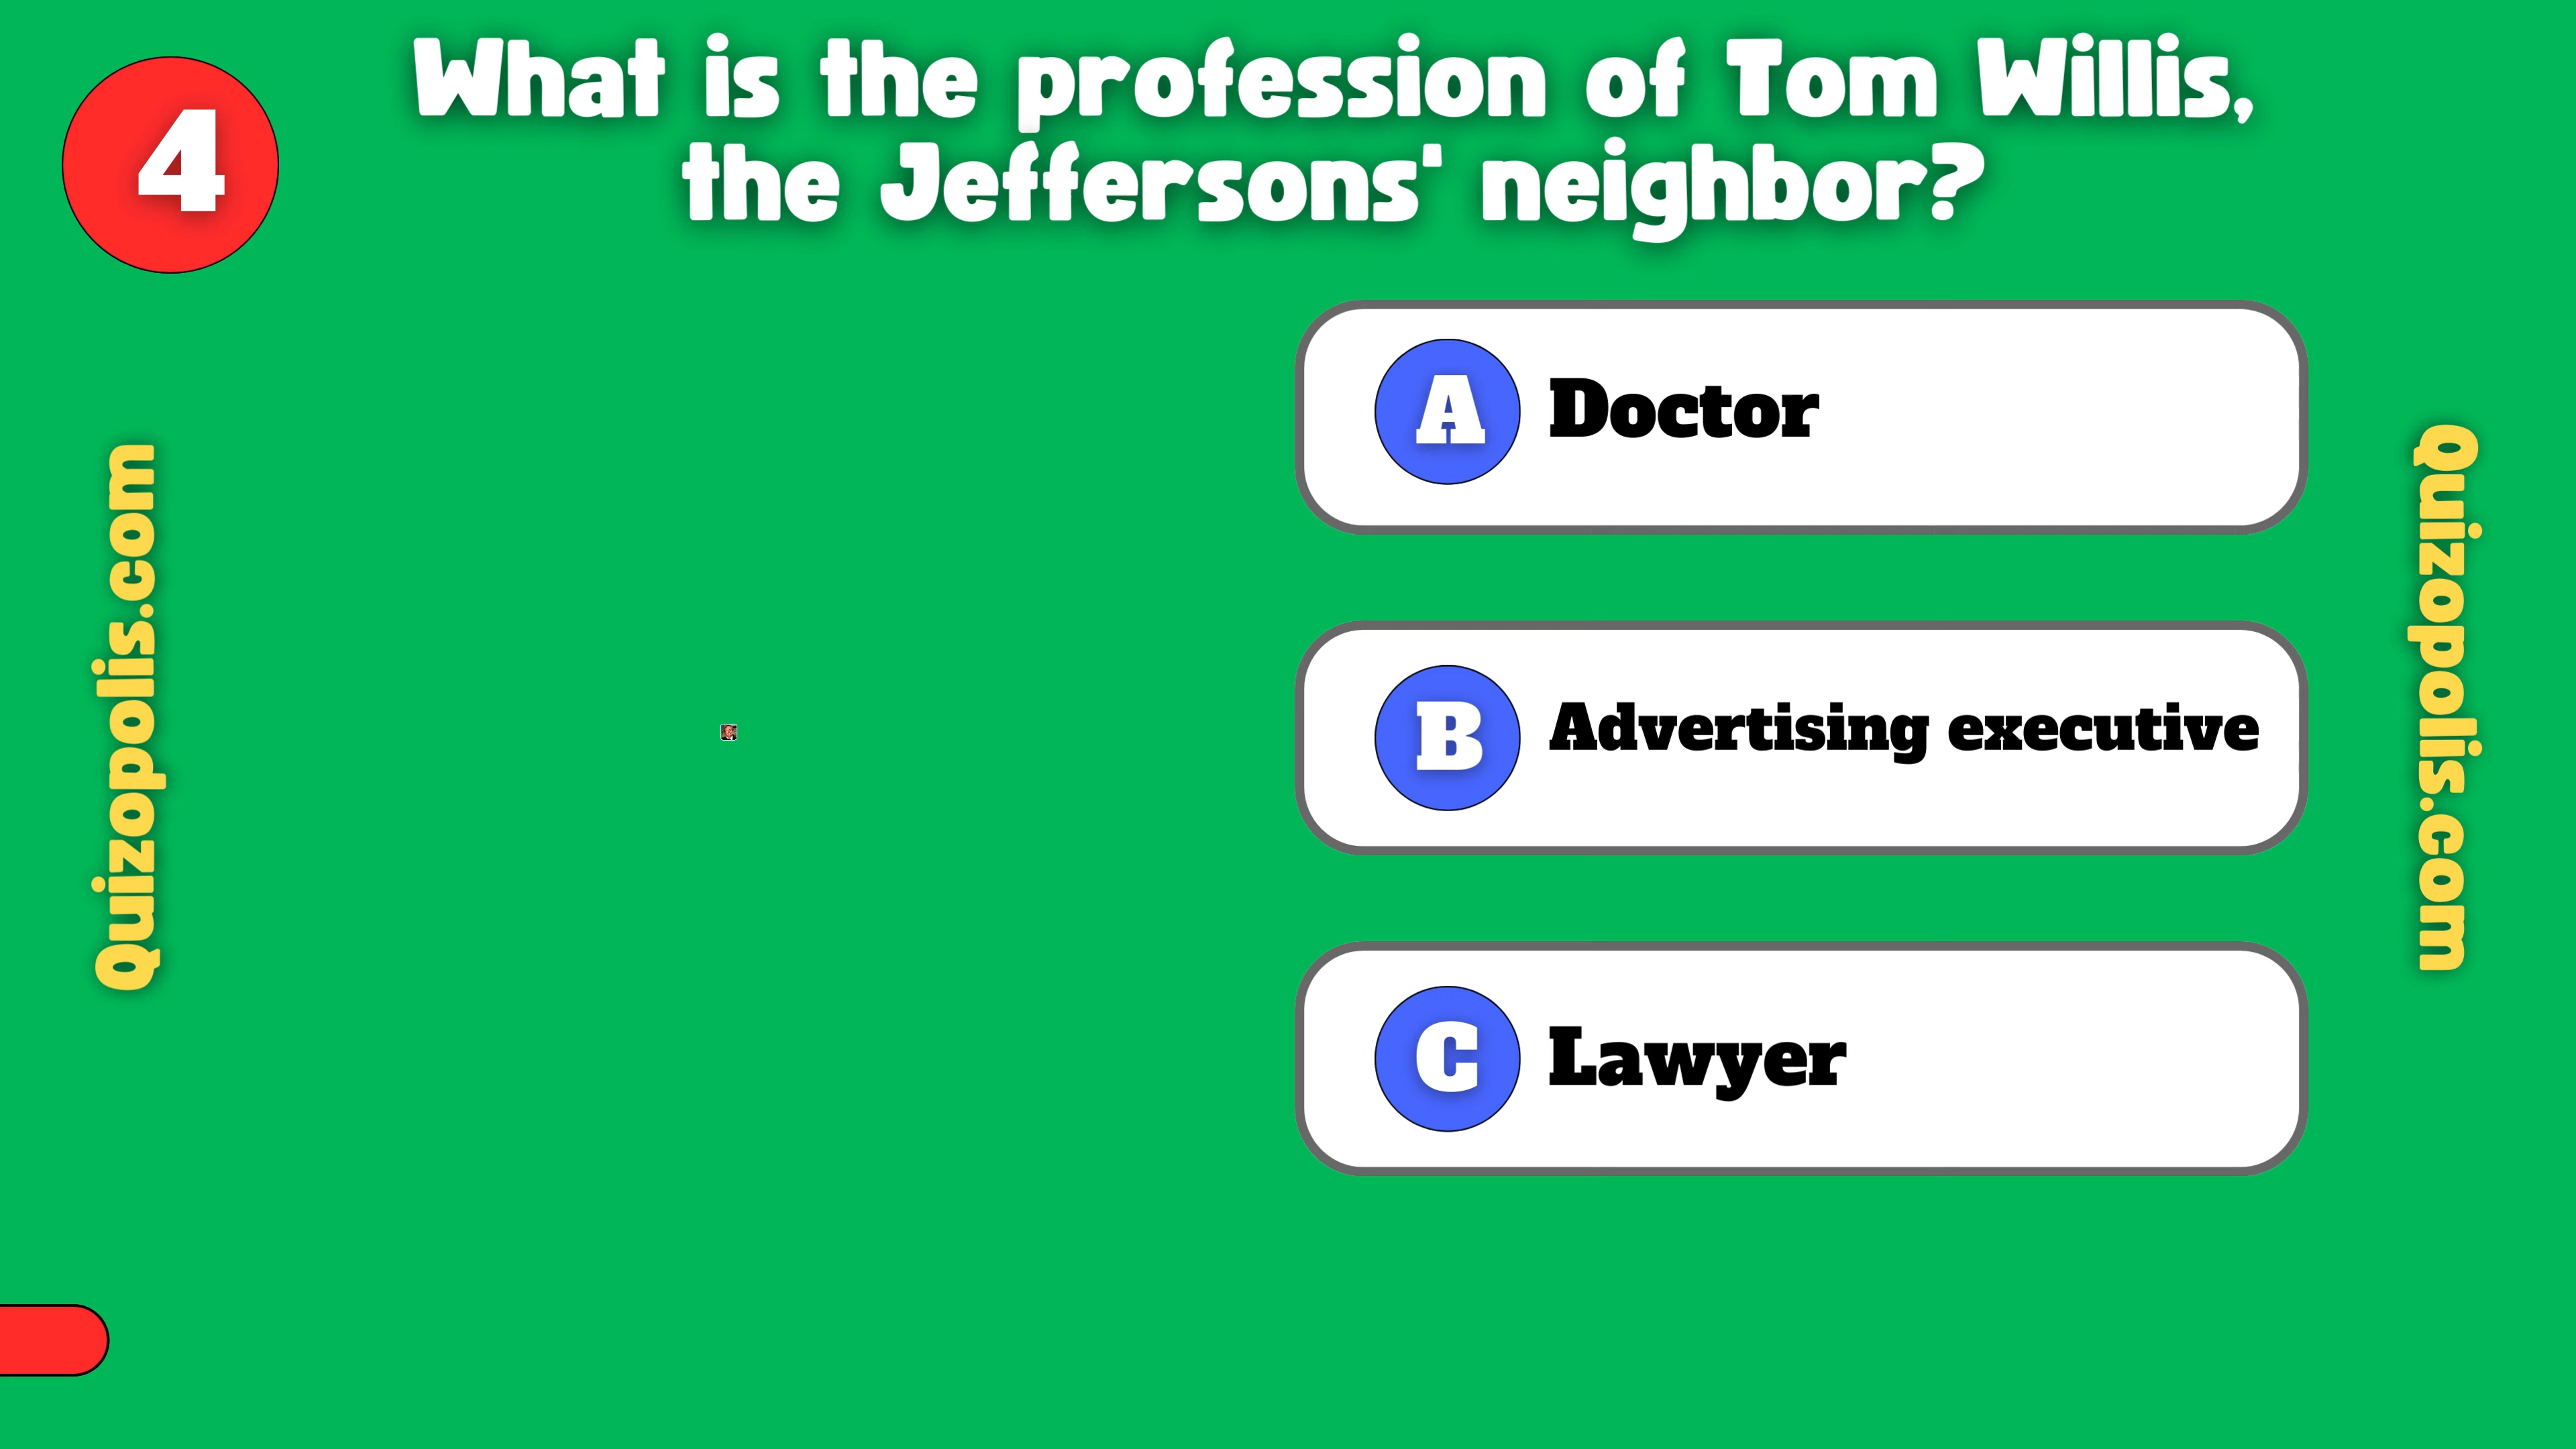 4
What is the profession of Tom Willis,
the Jeffersons' neighbor?
A Doctor
B Advertising executive
C Lawyer
Quizopolis.com
Quizopolis.com